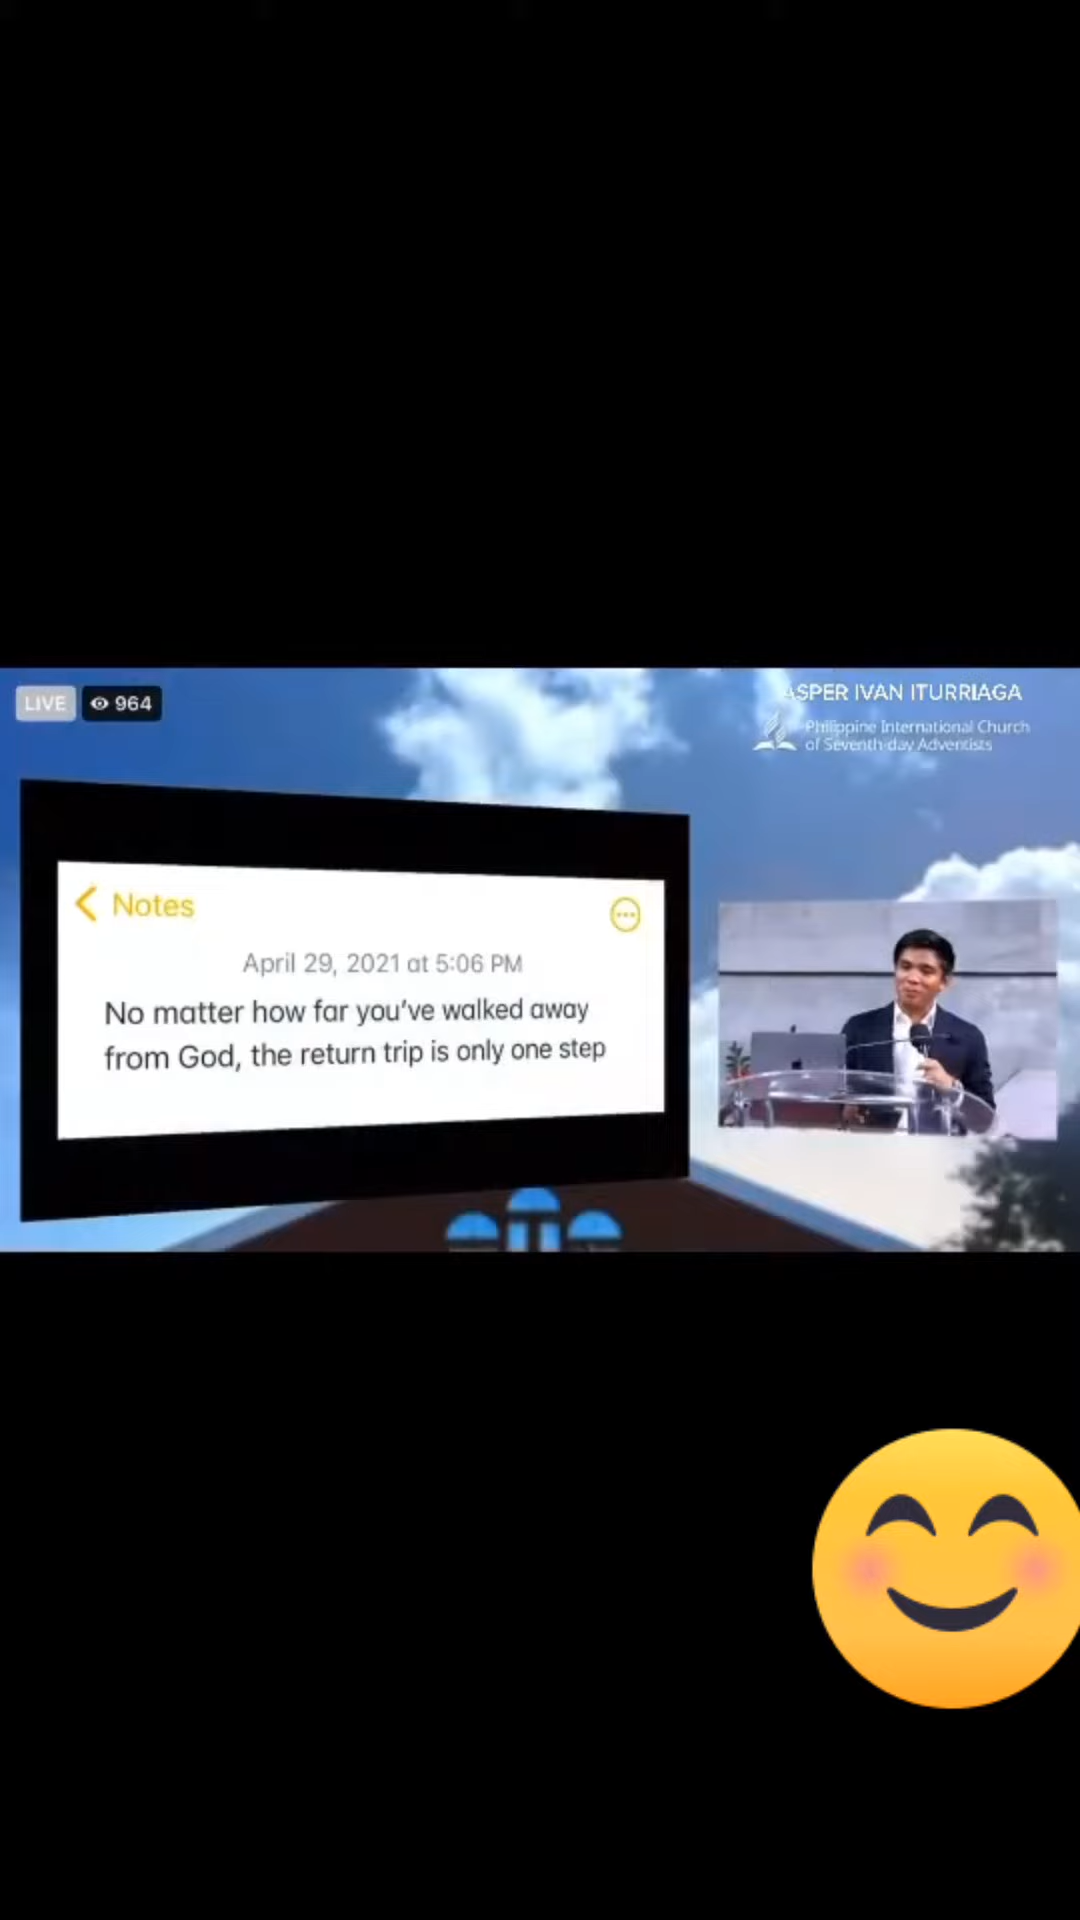 LIVE 964
ASPER IVAN ITURRIAGA
Philippine International Church
of Seventh-day Adventists
Notes
April 29, 2021 at 5:06 PM
No matter how far you've walked away
from God, the return trip is only one step